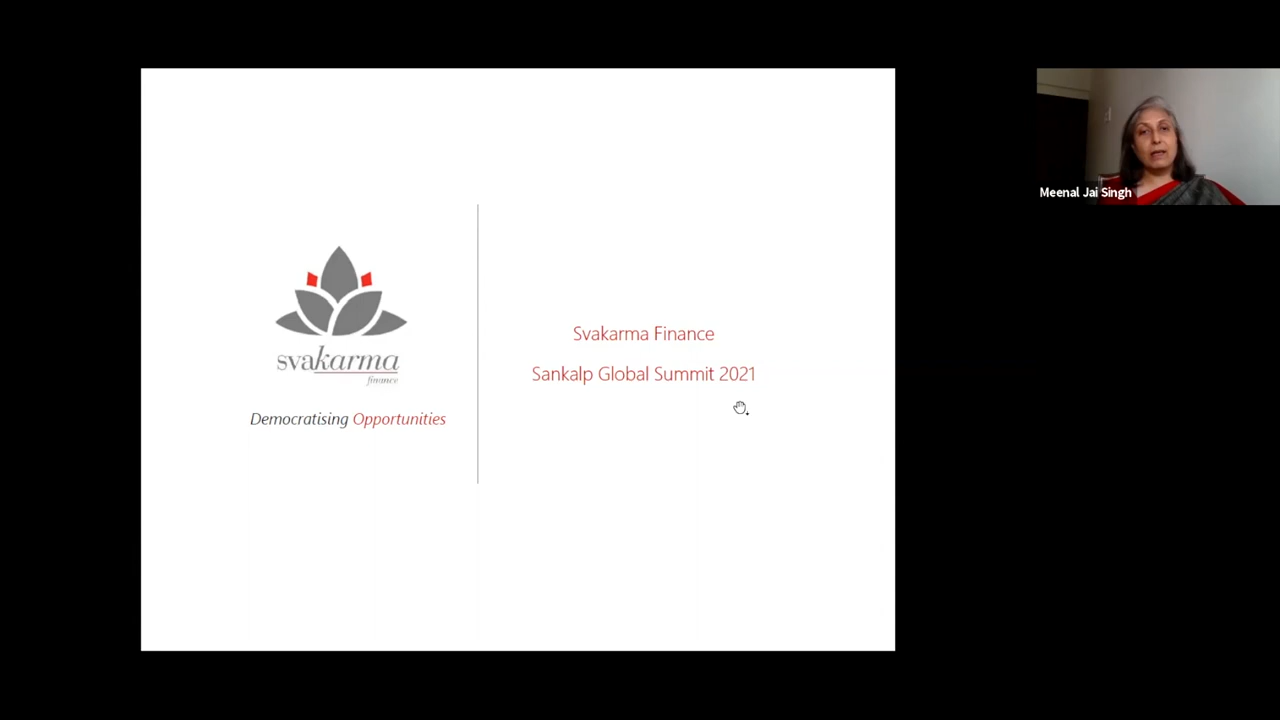 svakarma
finance
Democratising Opportunities
Svakarma Finance
Sankalp Global Summit 2021
Meenal Jai Singh